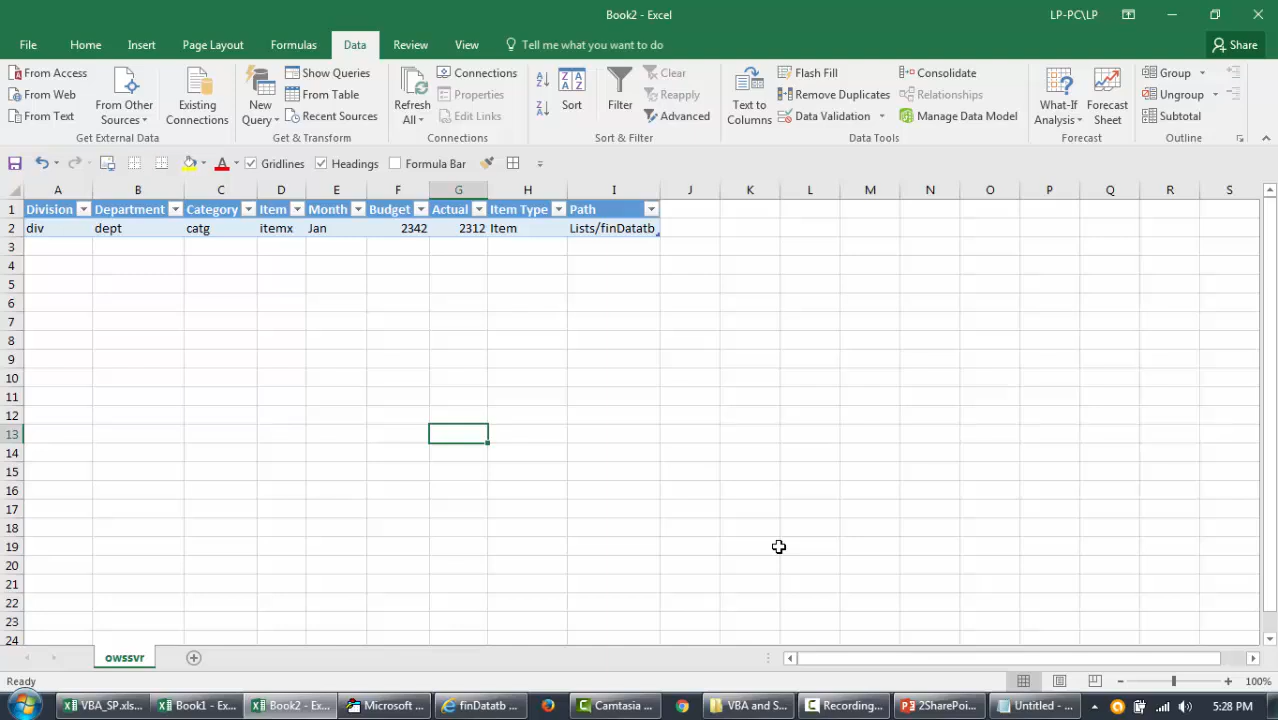 Book2 - Excel
LP-PC\LP
File Home Insert Page Layout Formulas Data Review View Tell me what you want to do Share
From Access
From Web
From Text
From Other Sources
Existing Connections
Get External Data
New Query
Show Queries
From Table
Recent Sources
Get & Transform
Refresh All
Connections
Properties
Edit Links
Connections
Sort
Filter
Clear
Reapply
Advanced
Sort & Filter
Text to Columns
Flash Fill
Remove Duplicates
Data Validation
Consolidate
Relationships
Manage Data Model
Data Tools
What-If Analysis
Forecast Sheet
Forecast
Group
Ungroup
Subtotal
Outline
Gridlines Headings Formula Bar
A B C D E F G H I J K L M N O P Q R S
1 Division Department Category Item Month Budget Actual Item Type Path
2 div dept catg itemx Jan 2342 2312 Item Lists/finDatatb
3
4
5
6
7
8
9
10
11
12
13
14
15
16
17
18
19
20
21
22
23
24
owssvr
Ready
100%
VBA_SP.xls... Book1 - Exc... Book2 - Exc... Microsoft ... finDatatb ... Camtasia ... VBA and S... Recording... 2SharePoi... Untitled - ... 5:28 PM